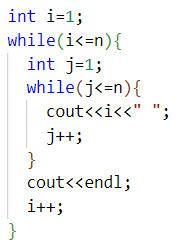 int i=1;
while(i<=n){
  int j=1;
  while(j<=n){
    cout<<i<<" ";
    j++;
  }
  cout<<endl;
  i++;
}